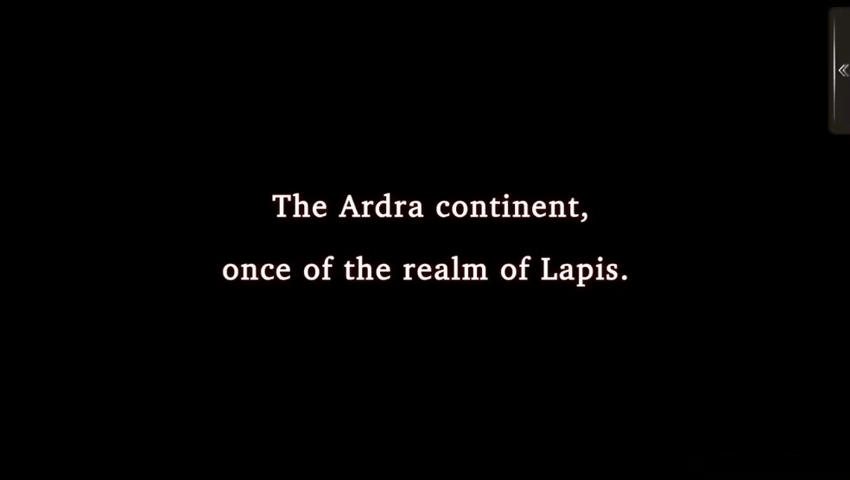 The Ardra continent,
once of the realm of Lapis.